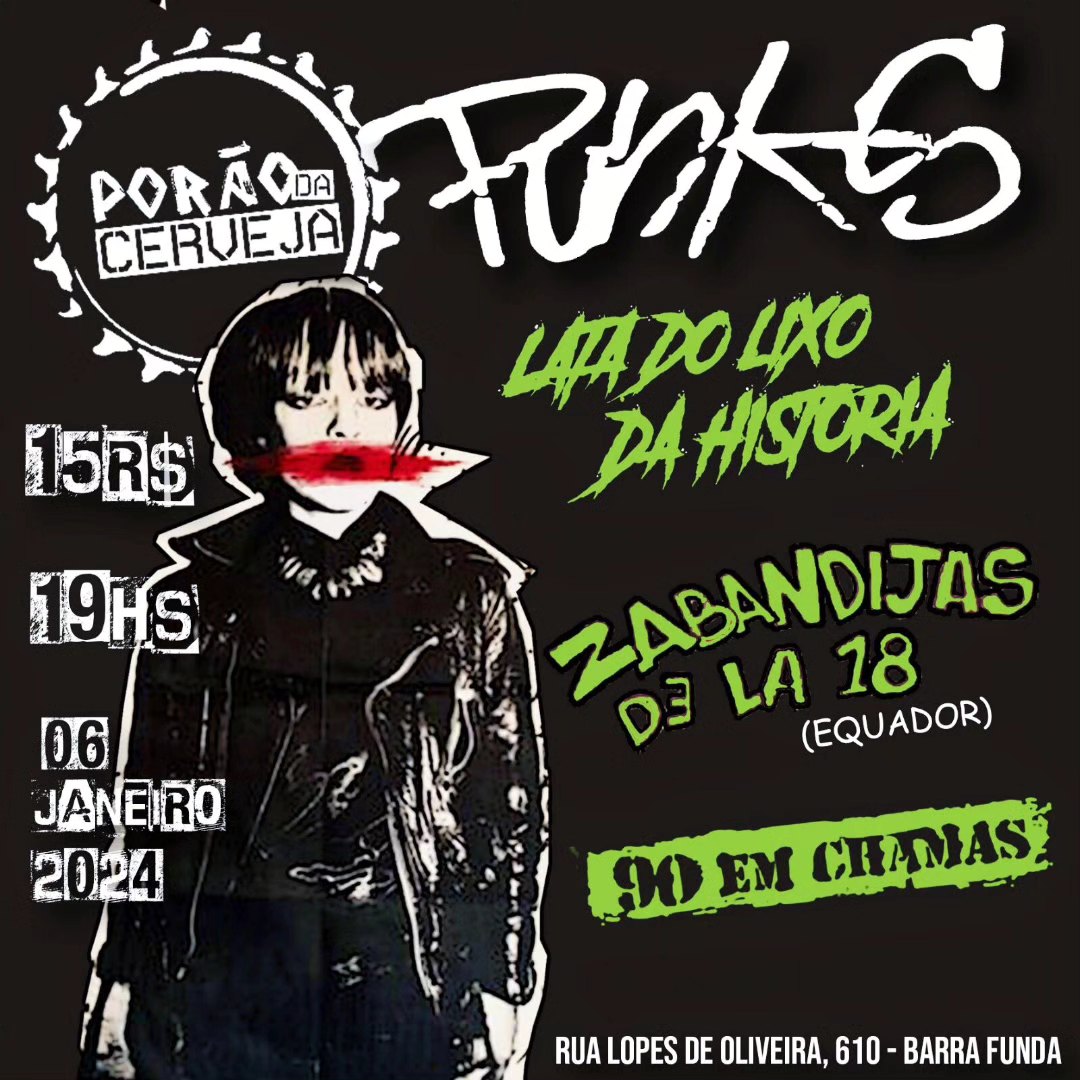 PORÃO DA
CERVEJA
PUNKS
LATA DO LIXO
DA HISTORIA
15R$
19HS
ZABANDIJAS
DE LA 18
(EQUADOR)
06
JANEIRO
2024
90 EM CHAMAS
RUA LOPES DE OLIVEIRA, 610 - BARRA FUNDA